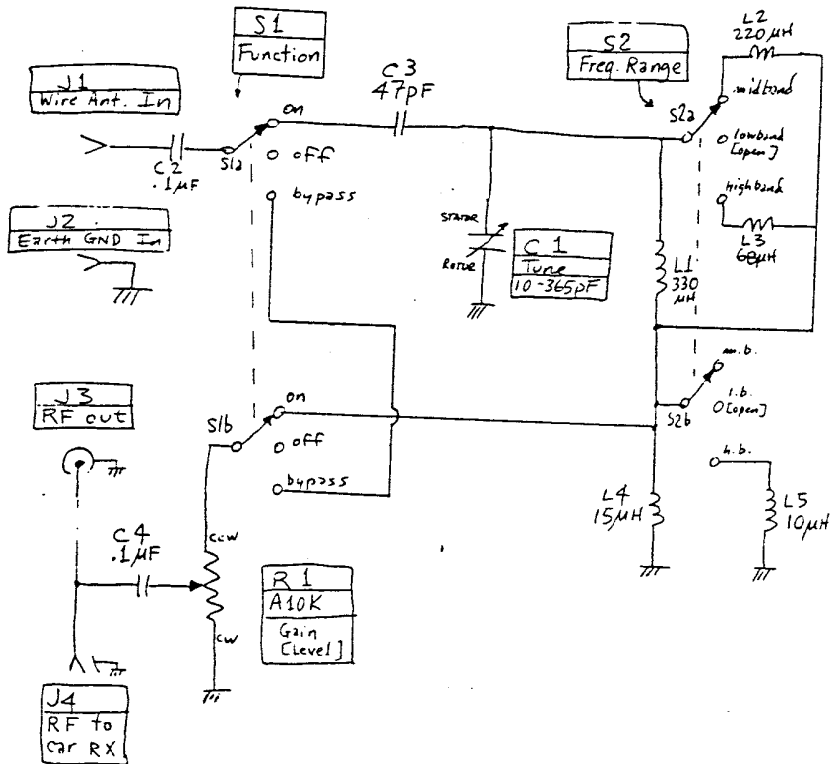 S1
Function
J1
Wire Ant. In
C2
.1µF
S1a
on
off
bypass
C3
47pF
S2
Freq. Range
L2
220µH
S2a
midband
lowband
[open]
highband
L3
68µH
J2
Earth GND In
STATOR
ROTOR
C1
Tune
10-365pF
L1
330
µH
J3
RF out
S1b
on
off
bypass
m.b.
l.b.
[open]
S2b
h.b.
L4
15µH
L5
10µH
C4
.1µF
ccw
cw
R1
A10K
Gain
[Level]
J4
RF to
car RX